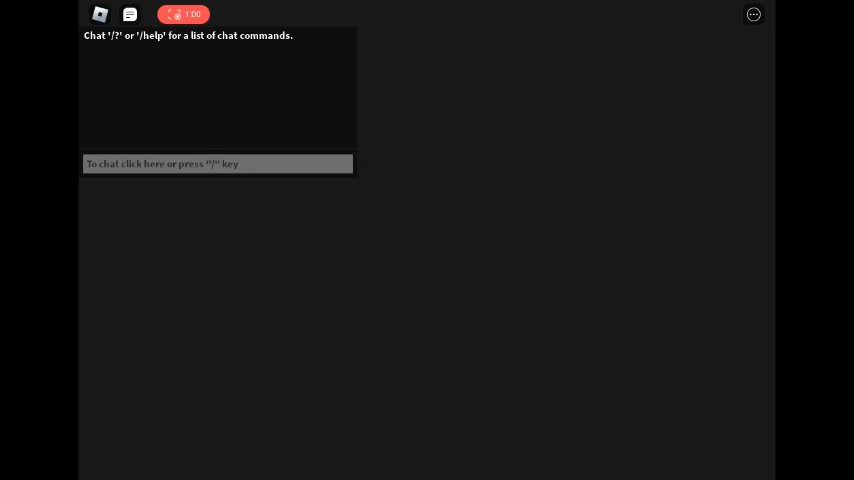 1:00
Chat '/?' or '/help' for a list of chat commands.
To chat click here or press "/" key